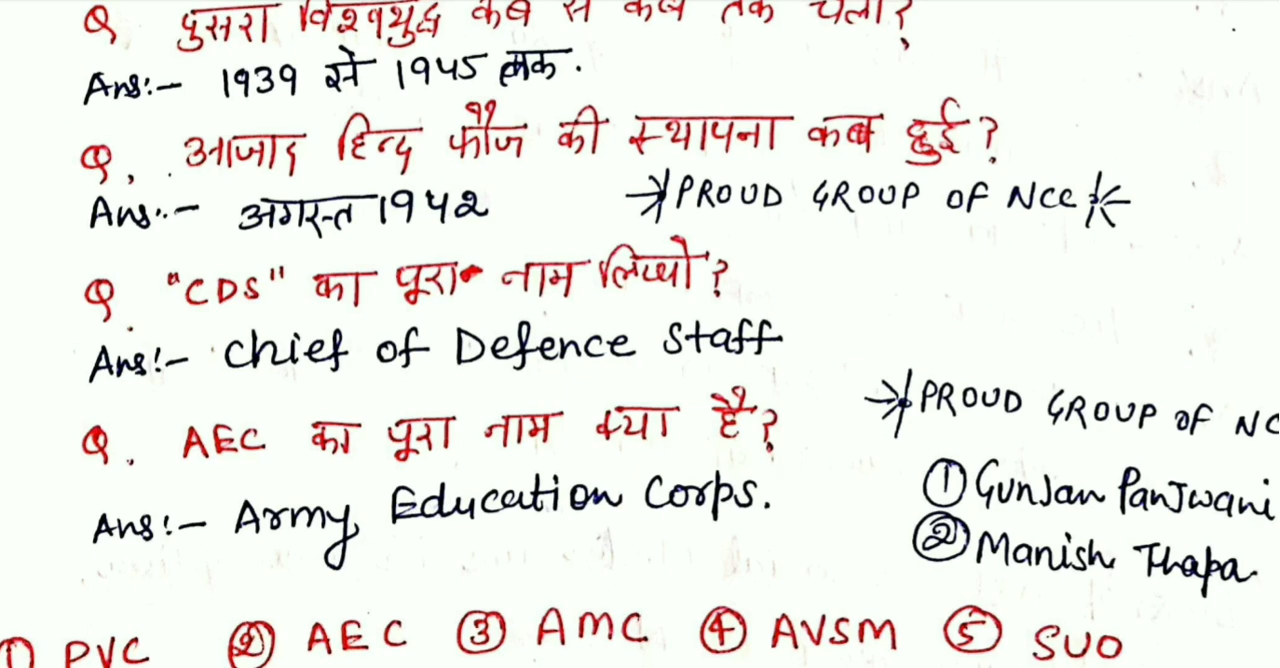 Q दुसरा विश्वयुद्ध कब से कब तक चला?
Ans:- 1939 से 1945 तक.
Q. आजाद हिन्द फौज की स्थापना कब हुई?
Ans:- अगस्त 1942 → PROUD GROUP OF NCC
Q "CDS" का पूरा नाम लिखो?
Ans:- Chief of Defence Staff
→ PROUD GROUP OF NC
Q. AEC का पूरा नाम क्या है?
Ans:- Army Education Corps.
① Gunjan Panjwani
② Manish Thapa
① PVC ② AEC ③ AMC ④ AVSM ⑤ SUO